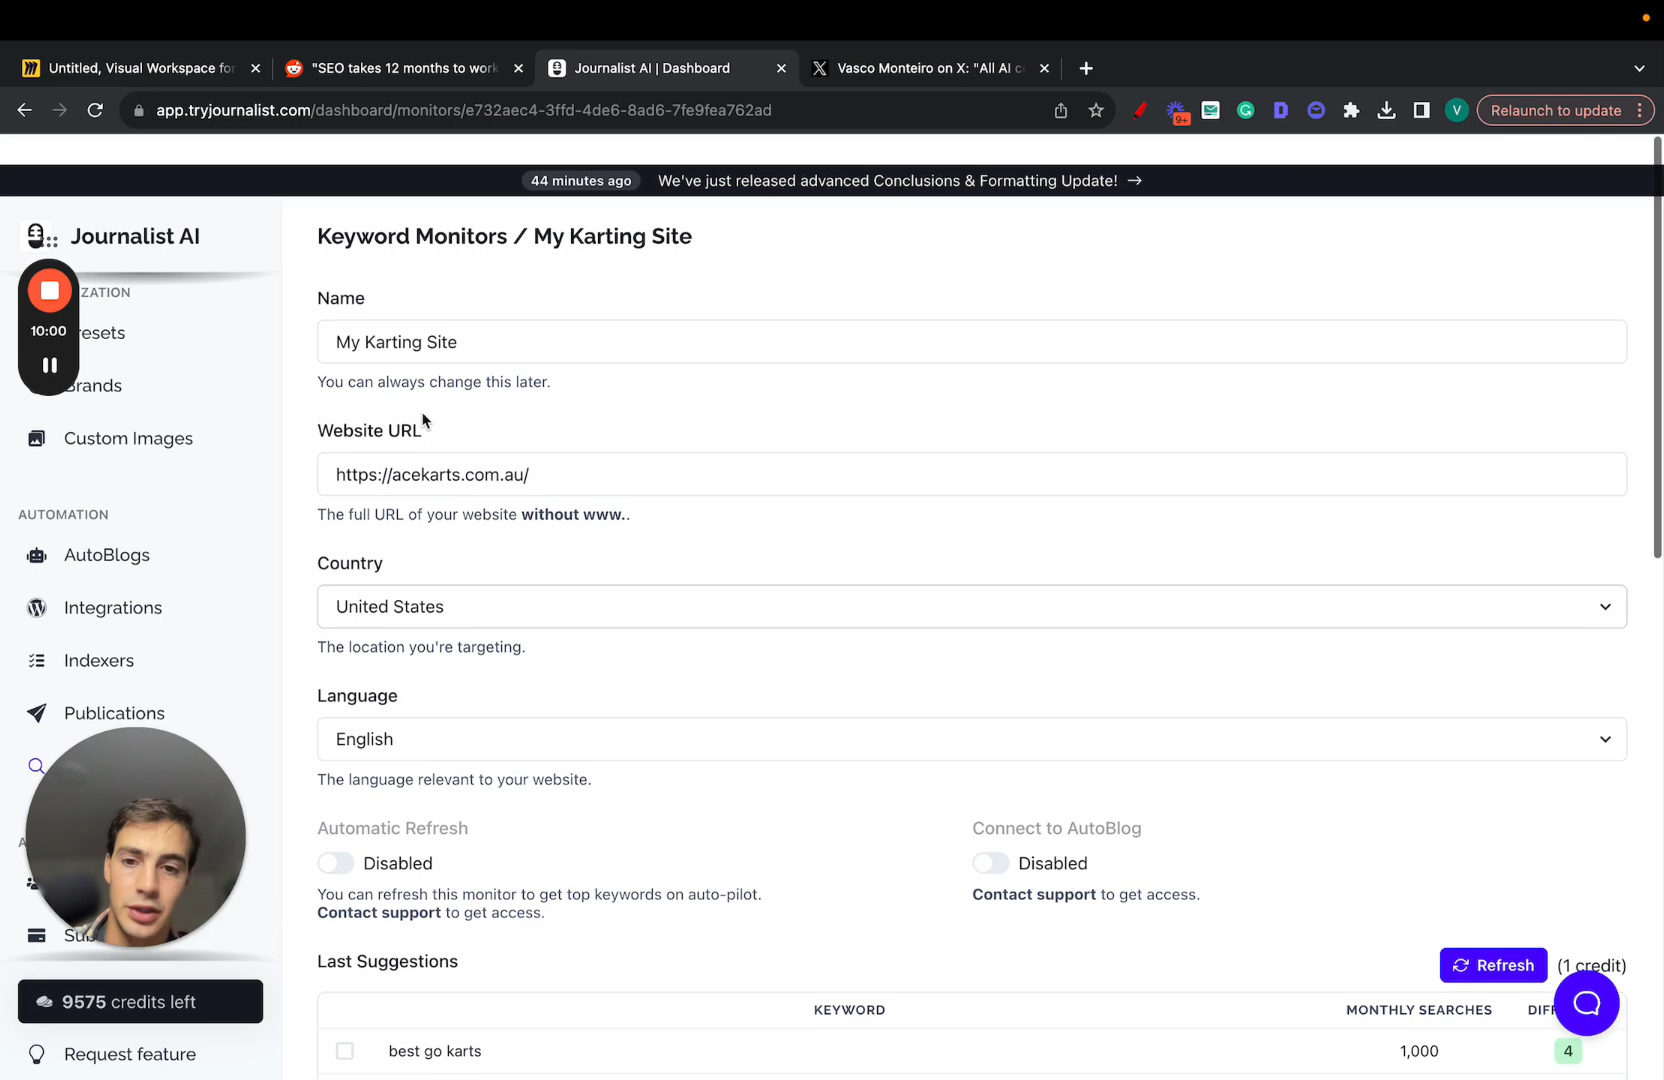 Untitled, Visual Workspace for
"SEO takes 12 months to work
Journalist AI | Dashboard
Vasco Monteiro on X: "All AI c
app.tryjournalist.com/dashboard/monitors/e732aec4-3ffd-4de6-8ad6-7fe9fea762ad
9+
V
Relaunch to update
44 minutes ago
We've just released advanced Conclusions & Formatting Update! →
Journalist AI
ZATION
10:00
resets
Brands
Custom Images
AUTOMATION
AutoBlogs
Integrations
Indexers
Publications
Sub
9575 credits left
Request feature
Keyword Monitors / My Karting Site
Name
My Karting Site
You can always change this later.
Website URL
https://acekarts.com.au/
The full URL of your website without www..
Country
United States
The location you're targeting.
Language
English
The language relevant to your website.
Automatic Refresh
Disabled
You can refresh this monitor to get top keywords on auto-pilot.
Contact support to get access.
Connect to AutoBlog
Disabled
Contact support to get access.
Last Suggestions
Refresh
(1 credit)
KEYWORD
MONTHLY SEARCHES
DIFF
best go karts
1,000
4